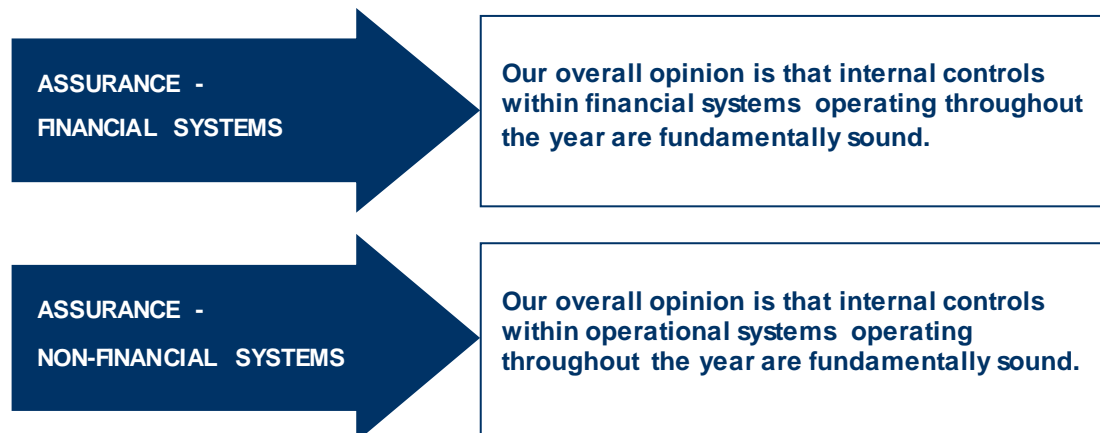 ASSURANCE -
FINANCIAL SYSTEMS
Our overall opinion is that internal controls
within financial systems operating throughout
the year are fundamentally sound.
ASSURANCE -
NON-FINANCIAL SYSTEMS
Our overall opinion is that internal controls
within operational systems operating
throughout the year are fundamentally sound.